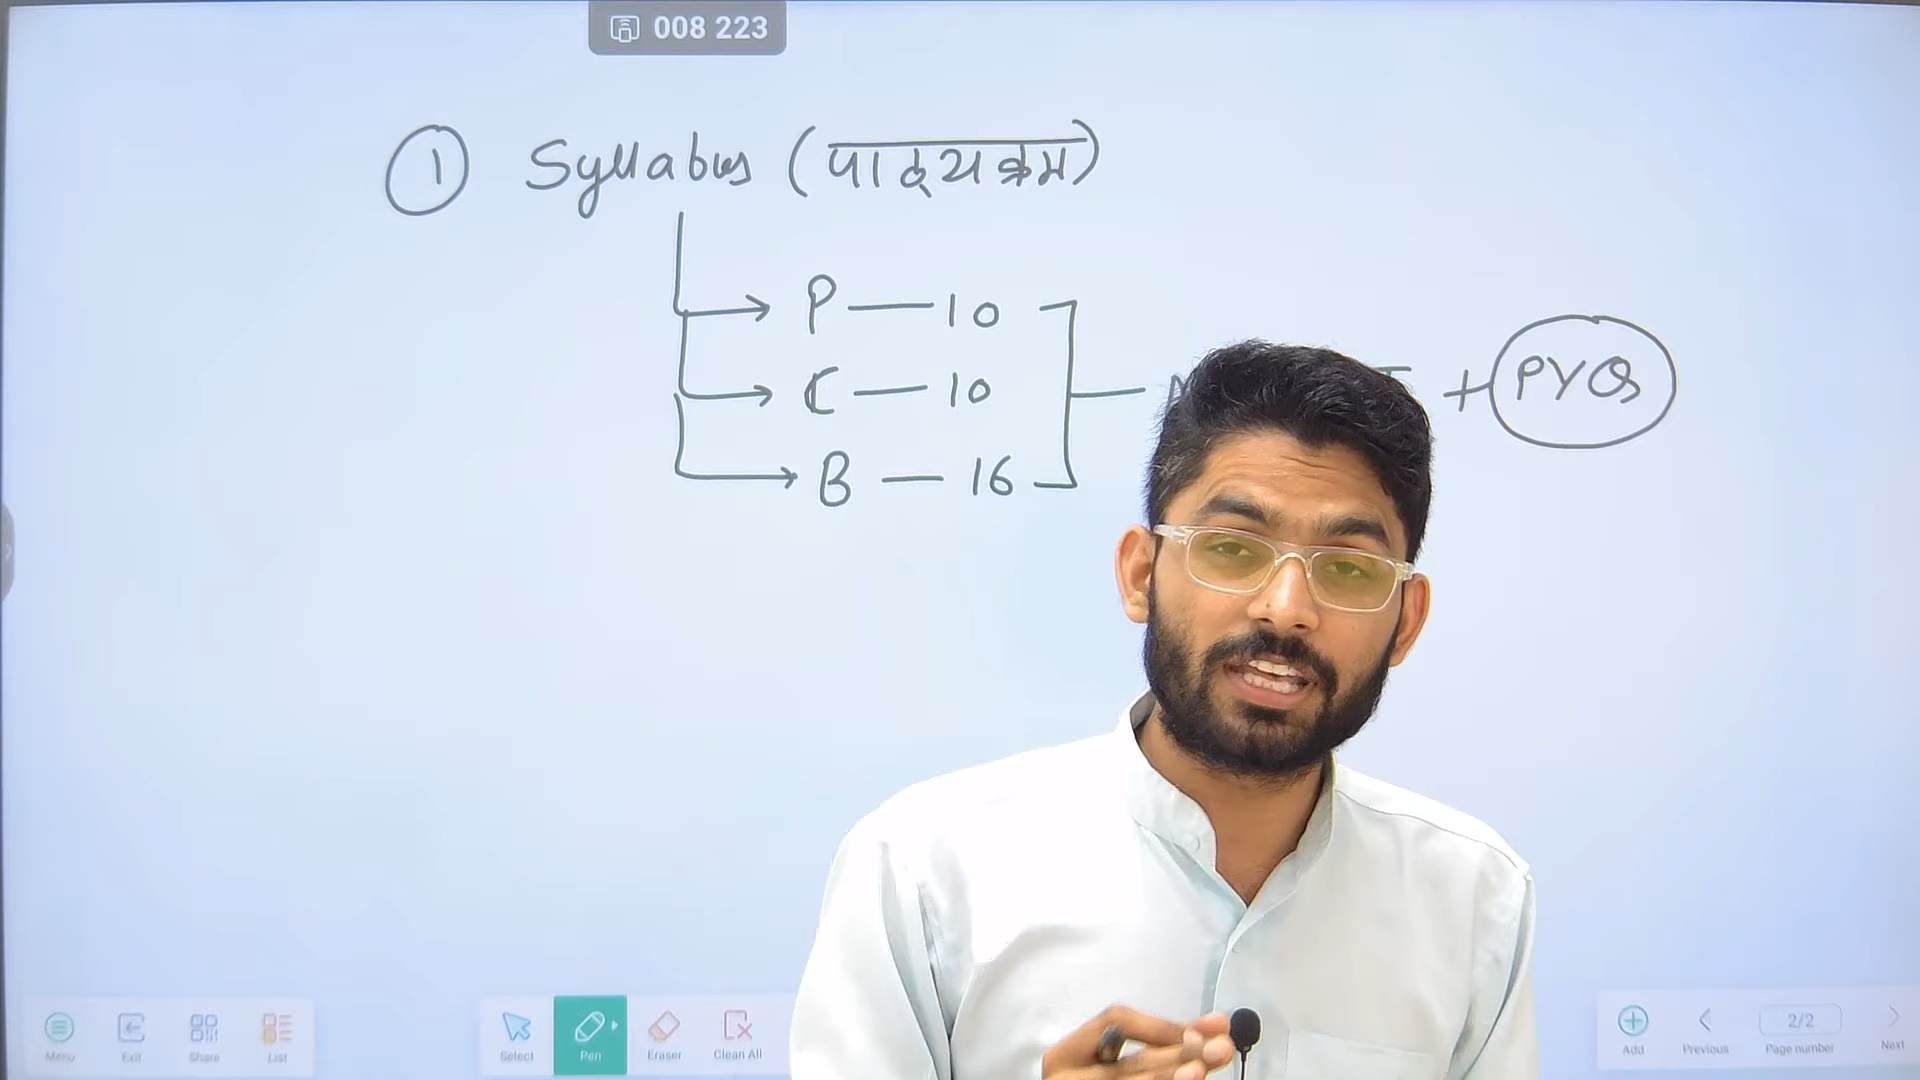 008 223
1 Syllabus (पाठ्यक्रम)
P — 10
C — 10
B — 16
+ PYQs
Menu Exit Share List
Select Pen Eraser Clean All
Add Previous 2/2 Page number Next